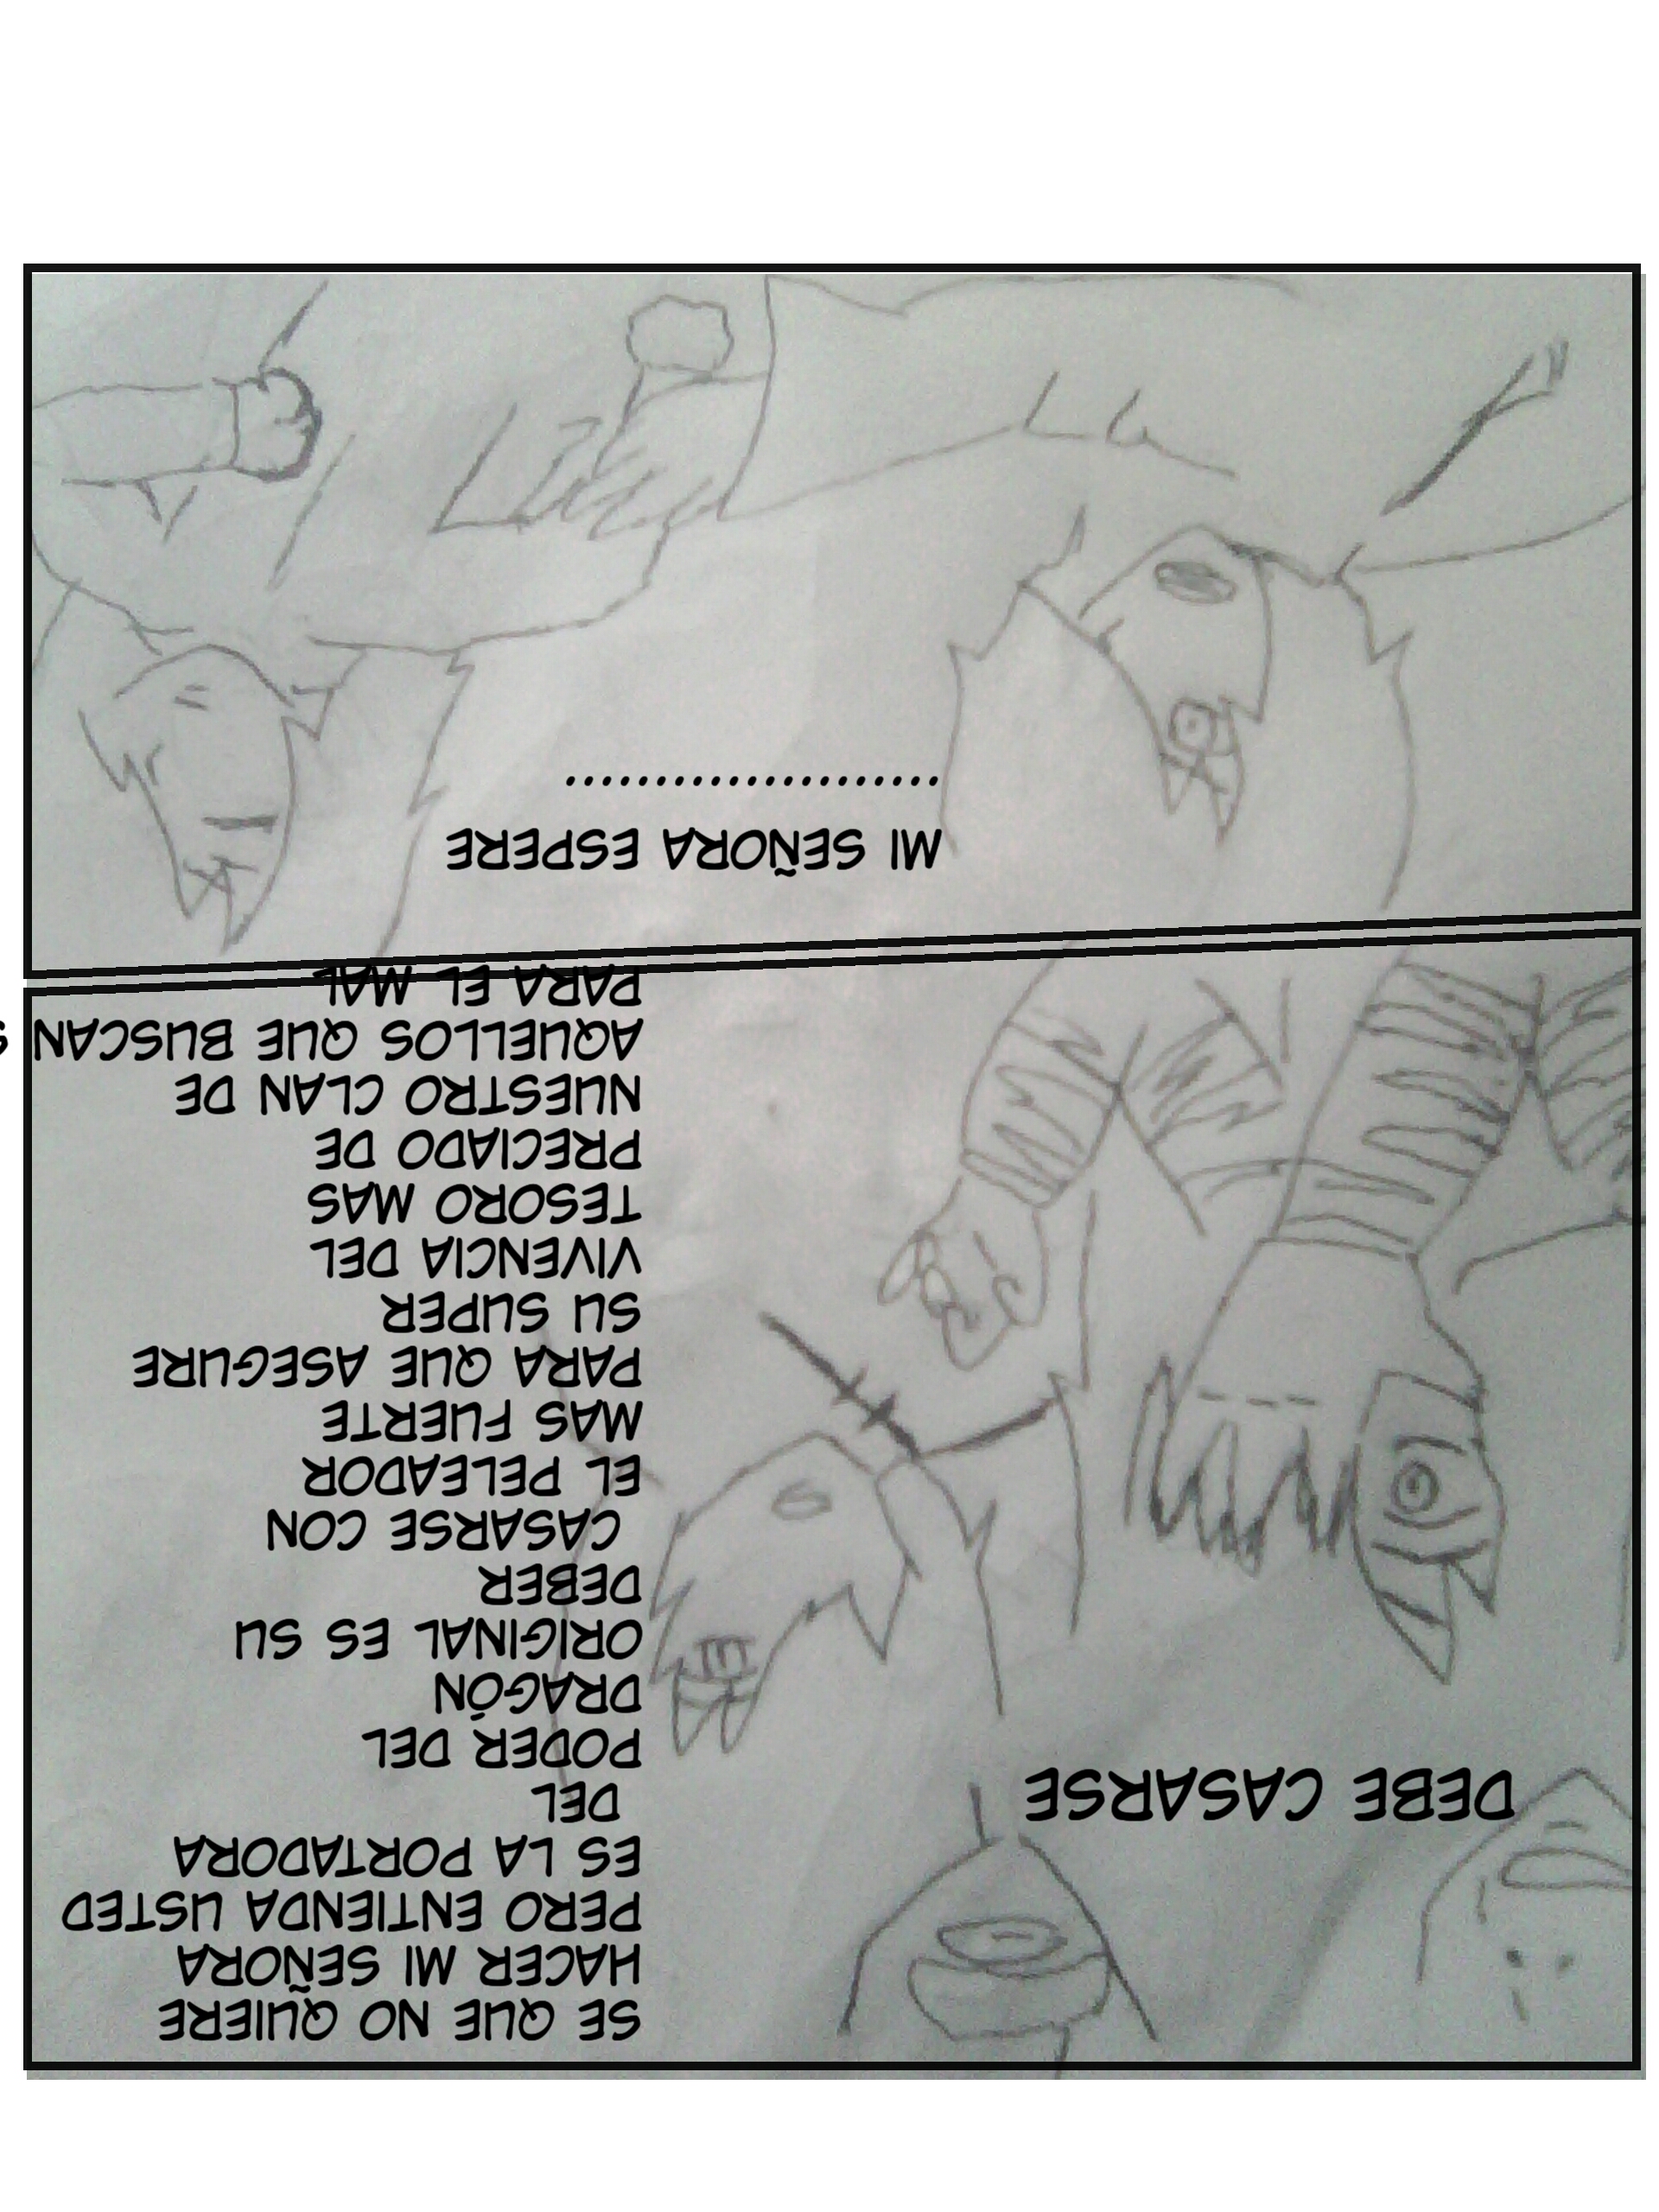 DEBE CASARSE
SE QUE NO QUIERE
HACER MI SEÑORA
PERO ENTIENDA USTED
ES LA PORTADORA
DEL
PODER DEL
DRAGÓN
ORIGINAL ES SU
DEBER
CASARSE CON
EL PELEADOR
MAS FUERTE
PARA QUE ASEGURE
SU SUPER
VIVENCIA DEL
TESORO MAS
PRECIADO DE
NUESTRO CLAN DE
AQUELLOS QUE BUSCAN
PARA EL MAL
MI SEÑORA ESPERE
.....................